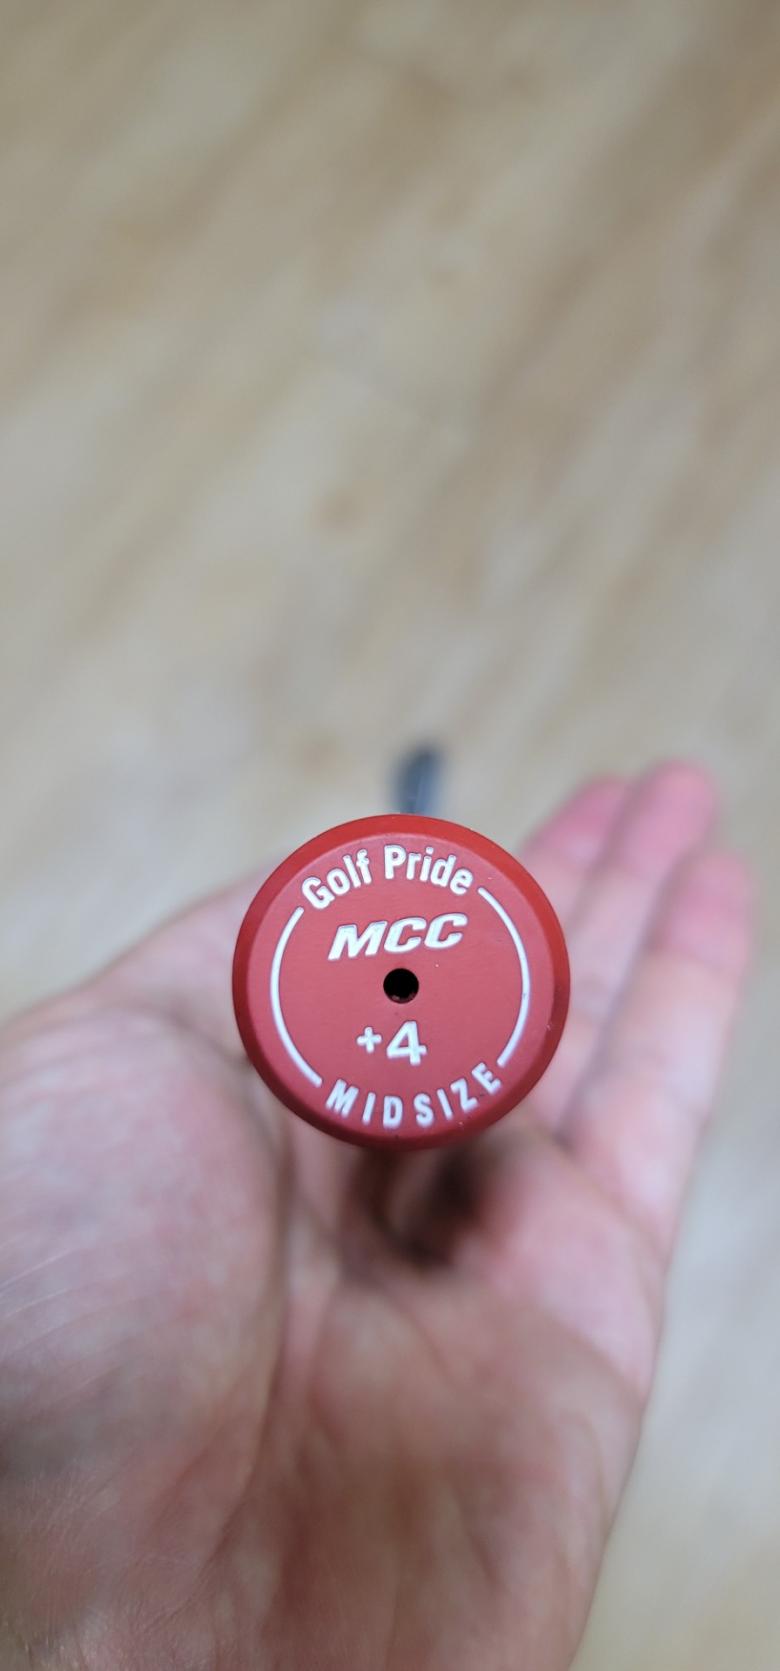 Golf Pride
MCC
+4
MIDSIZE